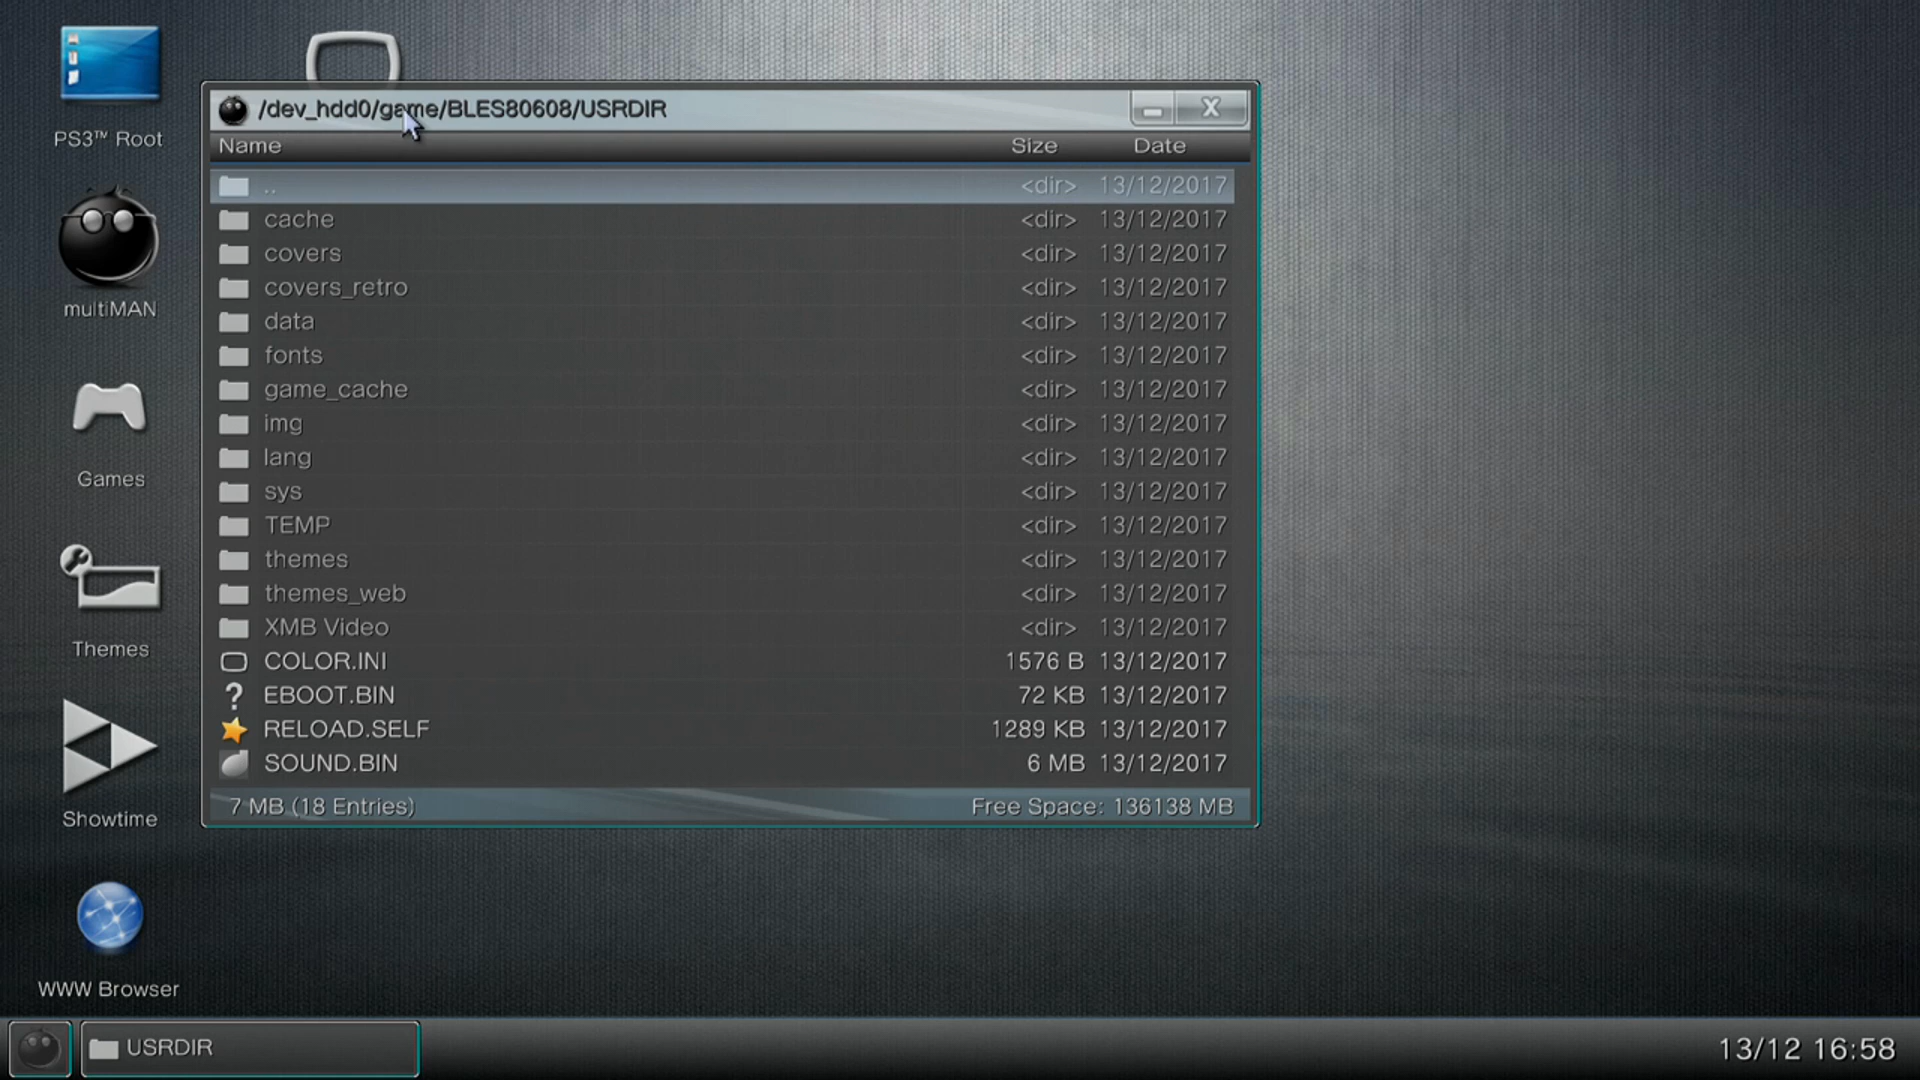 PS3™ Root
multiMAN
Games
Themes
Showtime
WWW Browser
/dev_hdd0/game/BLES80608/USRDIR
X
Name Size Date
.. <dir> 13/12/2017
cache <dir> 13/12/2017
covers <dir> 13/12/2017
covers_retro <dir> 13/12/2017
data <dir> 13/12/2017
fonts <dir> 13/12/2017
game_cache <dir> 13/12/2017
img <dir> 13/12/2017
lang <dir> 13/12/2017
sys <dir> 13/12/2017
TEMP <dir> 13/12/2017
themes <dir> 13/12/2017
themes_web <dir> 13/12/2017
XMB Video <dir> 13/12/2017
COLOR.INI 1576 B 13/12/2017
? EBOOT.BIN 72 KB 13/12/2017
RELOAD.SELF 1289 KB 13/12/2017
SOUND.BIN 6 MB 13/12/2017
7 MB (18 Entries) Free Space: 136138 MB
USRDIR
13/12 16:58